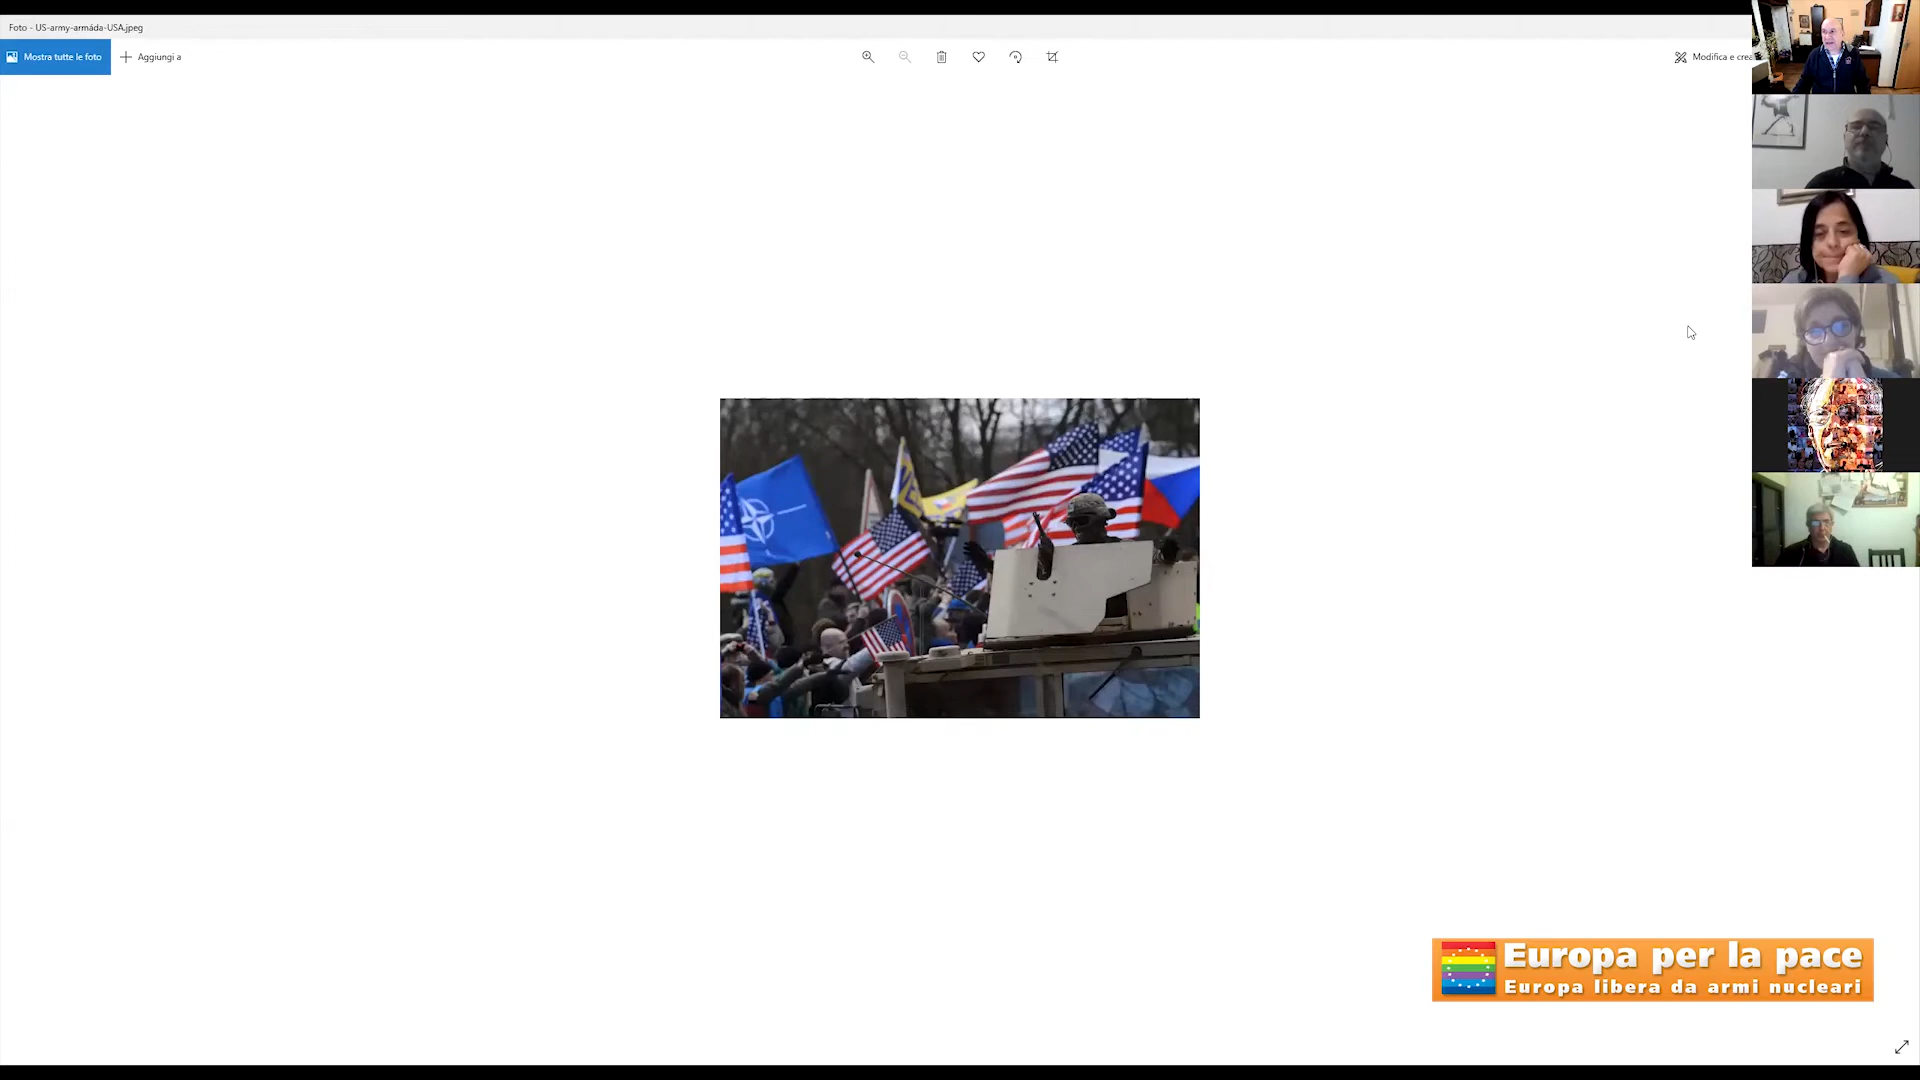 Foto - US-army-armáda-USA.jpeg
Mostra tutte le foto
Aggiungi a
Modifica e crea
Europa per la pace
Europa libera da armi nucleari